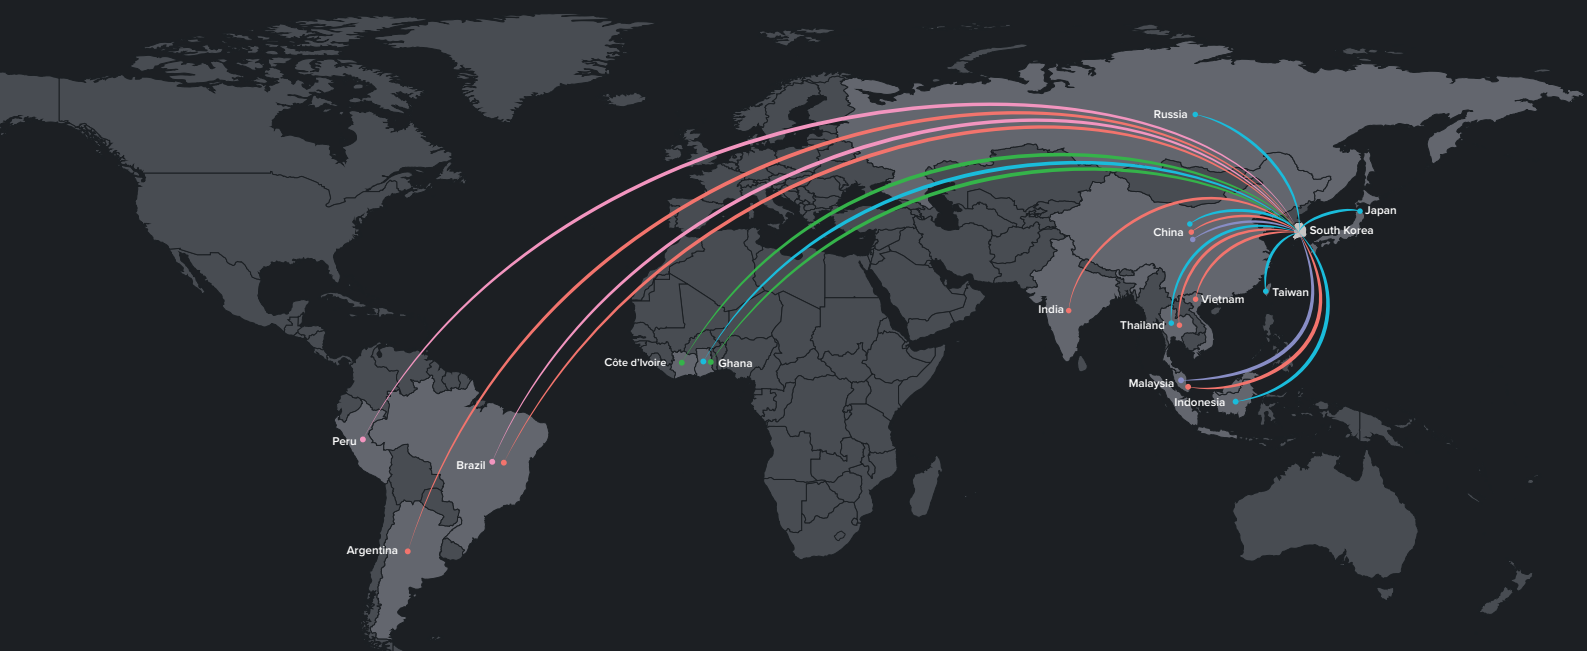 Russia
Japan
China
South Korea
Taiwan
Vietnam
India
Thailand
Côte d'Ivoire
Ghana
Malaysia
Indonesia
Peru
Brazil
Argentina